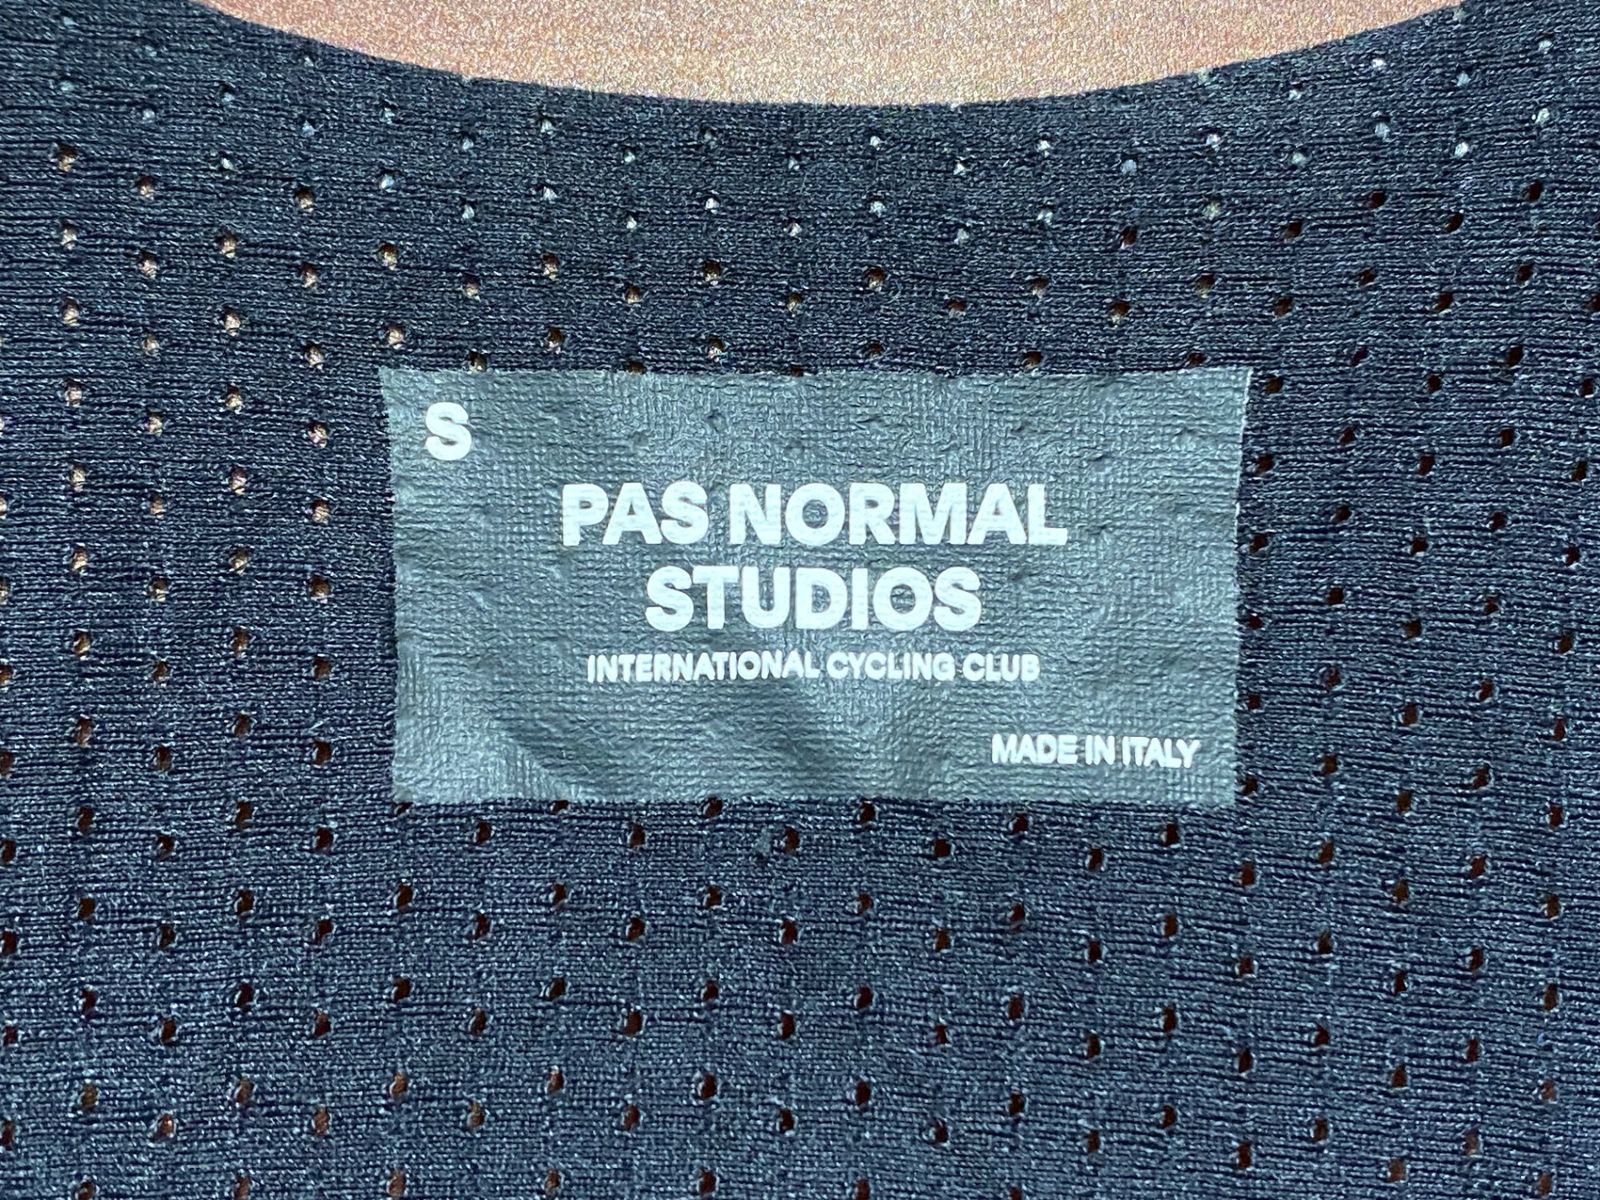 S
PAS NORMAL
STUDIOS
INTERNATIONAL CYCLING CLUB
MADE IN ITALY